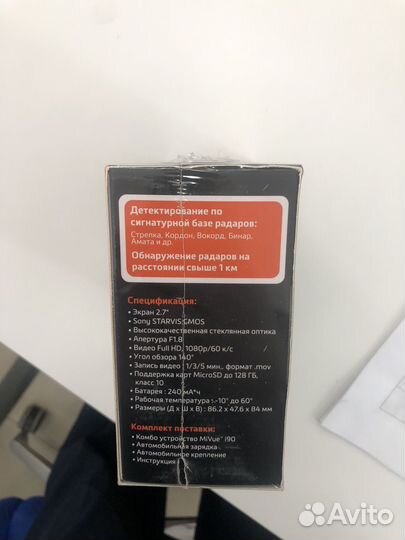 Детектирование по
сигнатурной базе радаров:
Стрелка, Кордон, Вокорд, Бинар,
Амата и др.
Обнаружение радаров на
расстоянии свыше 1 км
Спецификация:
• Экран 2.7"
• Sony STARVIS CMOS
• Высококачественная стеклянная оптика
• Апертура F1.8
• Видео Full HD, 1080p/60 к/с
• Угол обзора 140°
• Запись видео : 1/3/5 мин., формат .mov
• Поддержка карт MicroSD до 128 Гб,
класс 10
• Батарея : 240 мА*ч
• Рабочая температура : -10° до 60°
• Размеры (Д x Ш x В) : 86.2 x 47.6 x 84 мм
Комплект поставки:
• Комбо устройство MiVue™ i90
• Автомобильная зарядка
• Автомобильное крепление
• Инструкция
Avito